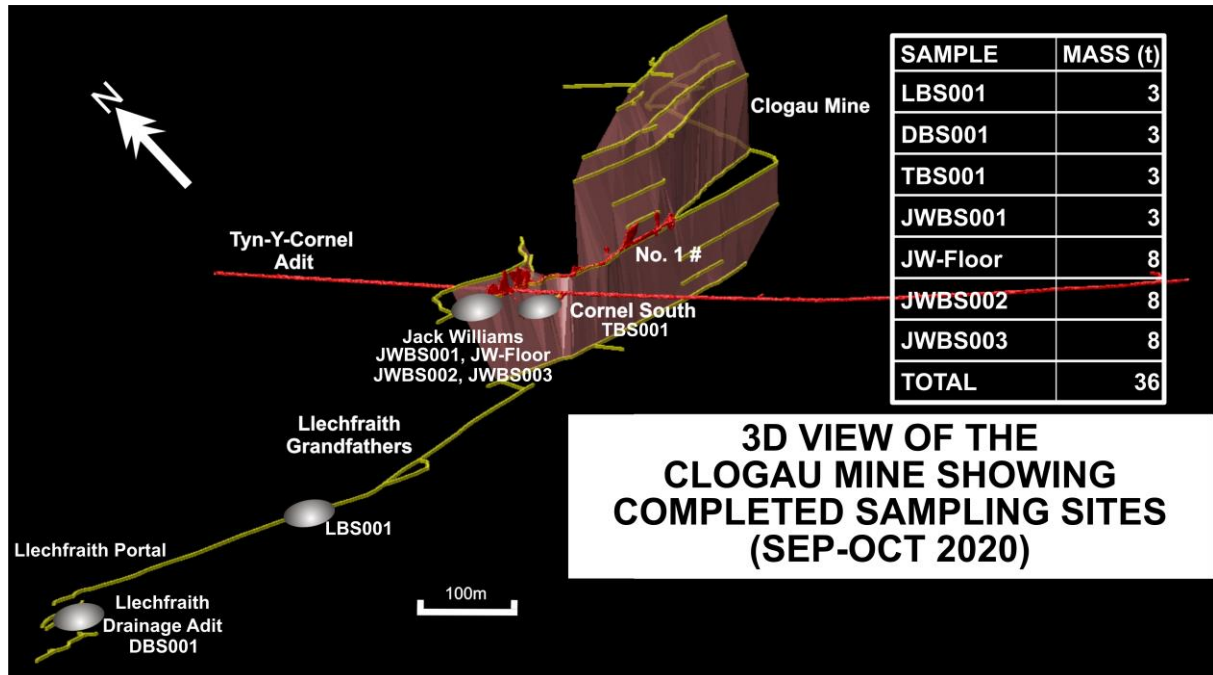 N
Clogau Mine
Tyn-Y-Cornel
Adit
No. 1 #
Cornel South
TBS001
Jack Williams
JWBS001, JW-Floor
JWBS002, JWBS003
Llechfraith
Grandfathers
LBS001
Llechfraith Portal
Llechfraith
Drainage Adit
DBS001
100m
SAMPLE MASS (t)
LBS001 3
DBS001 3
TBS001 3
JWBS001 3
JW-Floor 8
JWBS002 8
JWBS003 8
TOTAL 36
3D VIEW OF THE
CLOGAU MINE SHOWING
COMPLETED SAMPLING SITES
(SEP-OCT 2020)